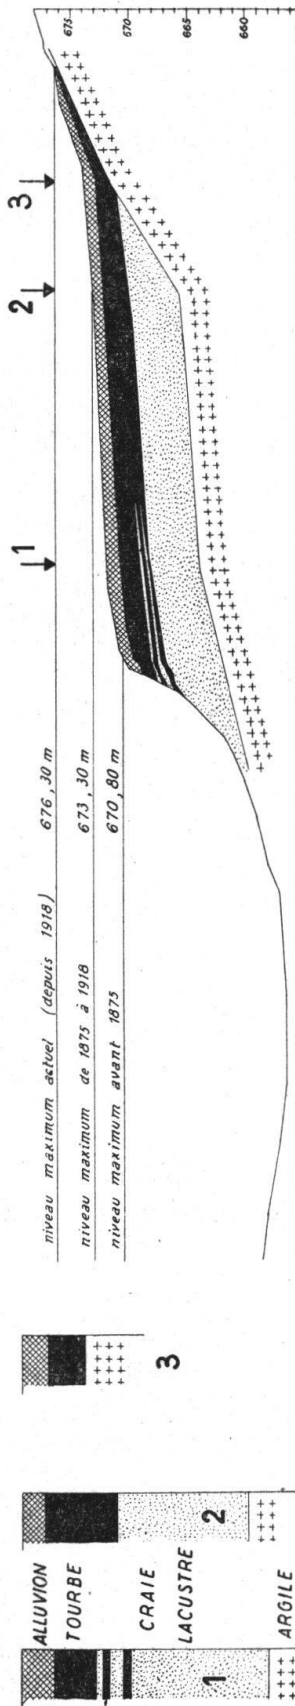 1
2
3
675
670
665
660
niveau maximum actuel (depuis 1918) 676,30 m
niveau maximum de 1875 à 1918 673,30 m
niveau maximum avant 1875 670,80 m
ALLUVION
TOURBE
CRAIE
LACUSTRE
ARGILE
1
2
3